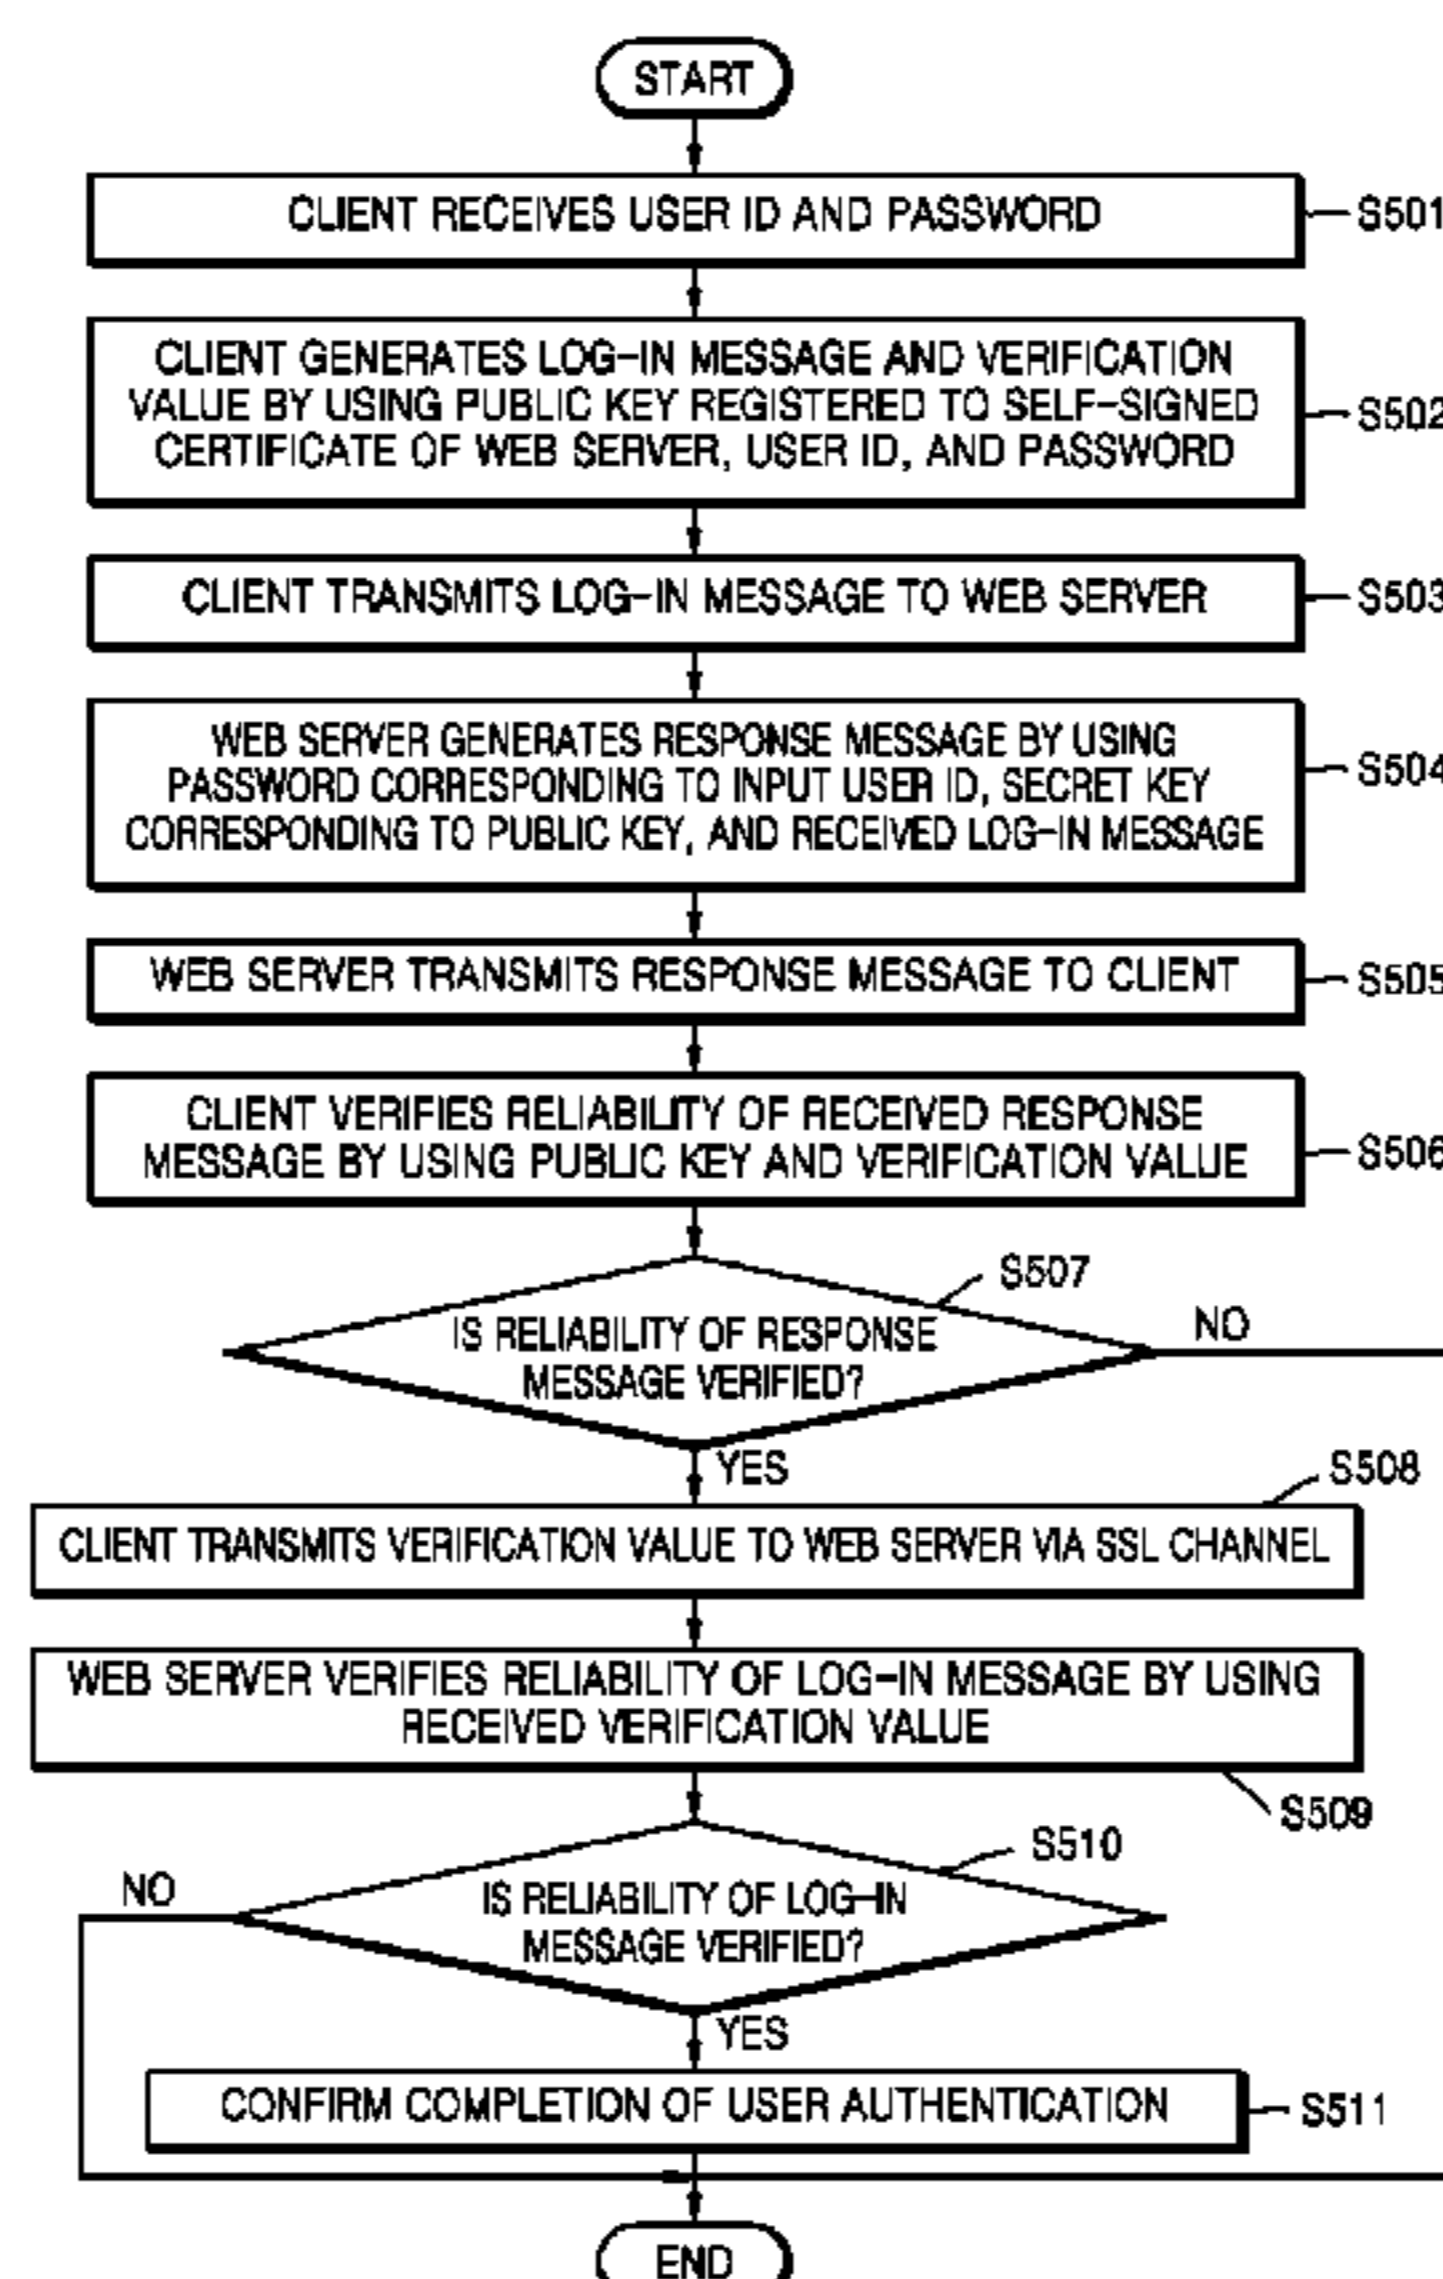 START
CLIENT RECEIVES USER ID AND PASSWORD
S501
CLIENT GENERATES LOG-IN MESSAGE AND VERIFICATION
VALUE BY USING PUBLIC KEY REGISTERED TO SELF-SIGNED
CERTIFICATE OF WEB SERVER, USER ID, AND PASSWORD
S502
CLIENT TRANSMITS LOG-IN MESSAGE TO WEB SERVER
S503
WEB SERVER GENERATES RESPONSE MESSAGE BY USING
PASSWORD CORRESPONDING TO INPUT USER ID, SECRET KEY
CORRESPONDING TO PUBLIC KEY, AND RECEIVED LOG-IN MESSAGE
S504
WEB SERVER TRANSMITS RESPONSE MESSAGE TO CLIENT
S505
CLIENT VERIFIES RELIABILITY OF RECEIVED RESPONSE
MESSAGE BY USING PUBLIC KEY AND VERIFICATION VALUE
S506
S507
IS RELIABILITY OF RESPONSE
MESSAGE VERIFIED?
NO
YES
S508
CLIENT TRANSMITS VERIFICATION VALUE TO WEB SERVER VIA SSL CHANNEL
WEB SERVER VERIFIES RELIABILITY OF LOG-IN MESSAGE BY USING
RECEIVED VERIFICATION VALUE
S509
S510
NO
IS RELIABILITY OF LOG-IN
MESSAGE VERIFIED?
YES
CONFIRM COMPLETION OF USER AUTHENTICATION
S511
END